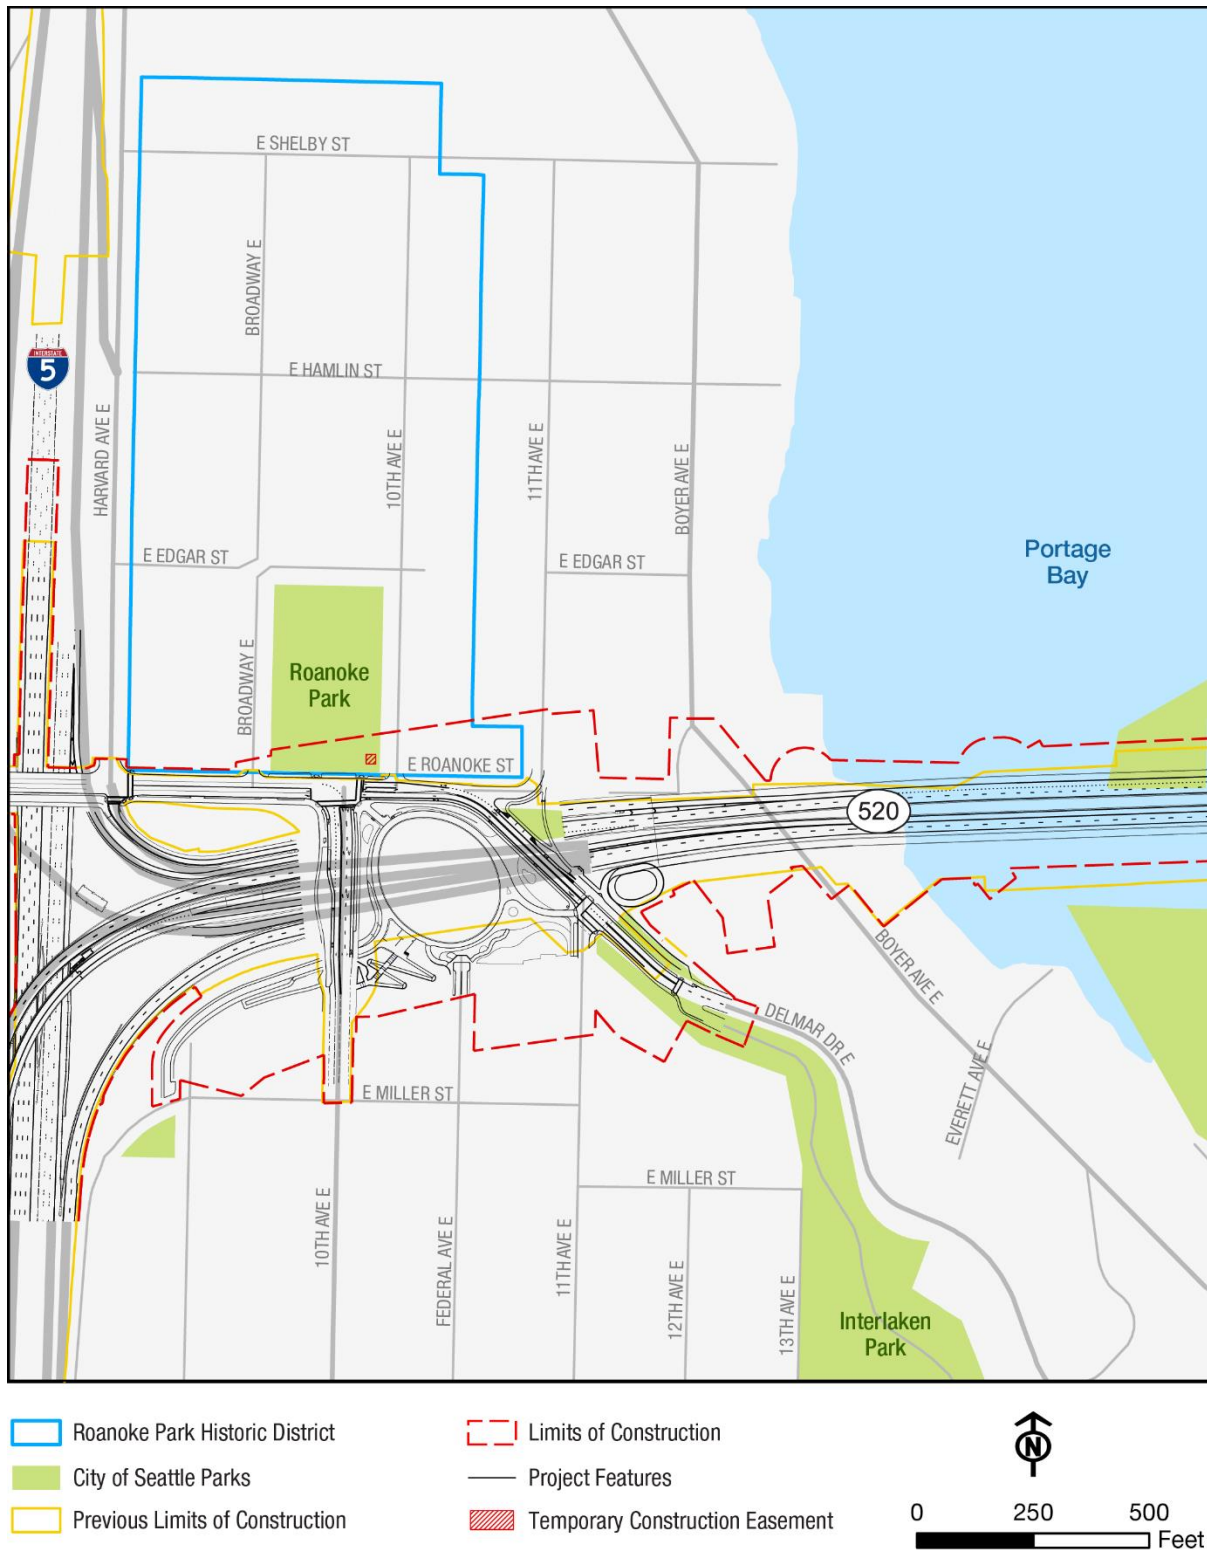 E SHELBY ST
BROADWAY E
INTERSTATE
5
E HAMLIN ST
HARVARD AVE E
10TH AVE E
11TH AVE E
BOYER AVE E
E EDGAR ST
E EDGAR ST
Portage
Bay
BROADWAY E
Roanoke
Park
E ROANOKE ST
520
BOYER AVE E
DELMAR DR E
EVERETT AVE E
E MILLER ST
E MILLER ST
10TH AVE E
FEDERAL AVE E
11TH AVE E
12TH AVE E
13TH AVE E
Interlaken
Park
Roanoke Park Historic District
City of Seattle Parks
Previous Limits of Construction
Limits of Construction
Project Features
Temporary Construction Easement
N
0 250 500
Feet